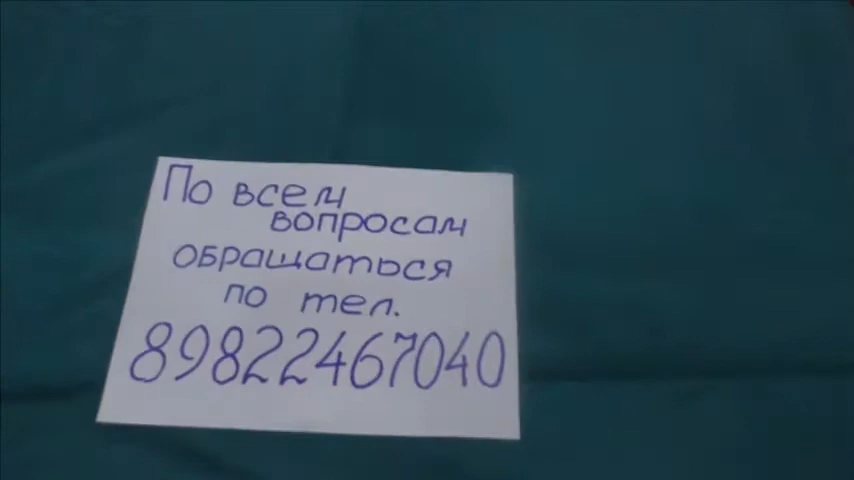 По всем
вопросам
обращаться
по тел.
89822467040